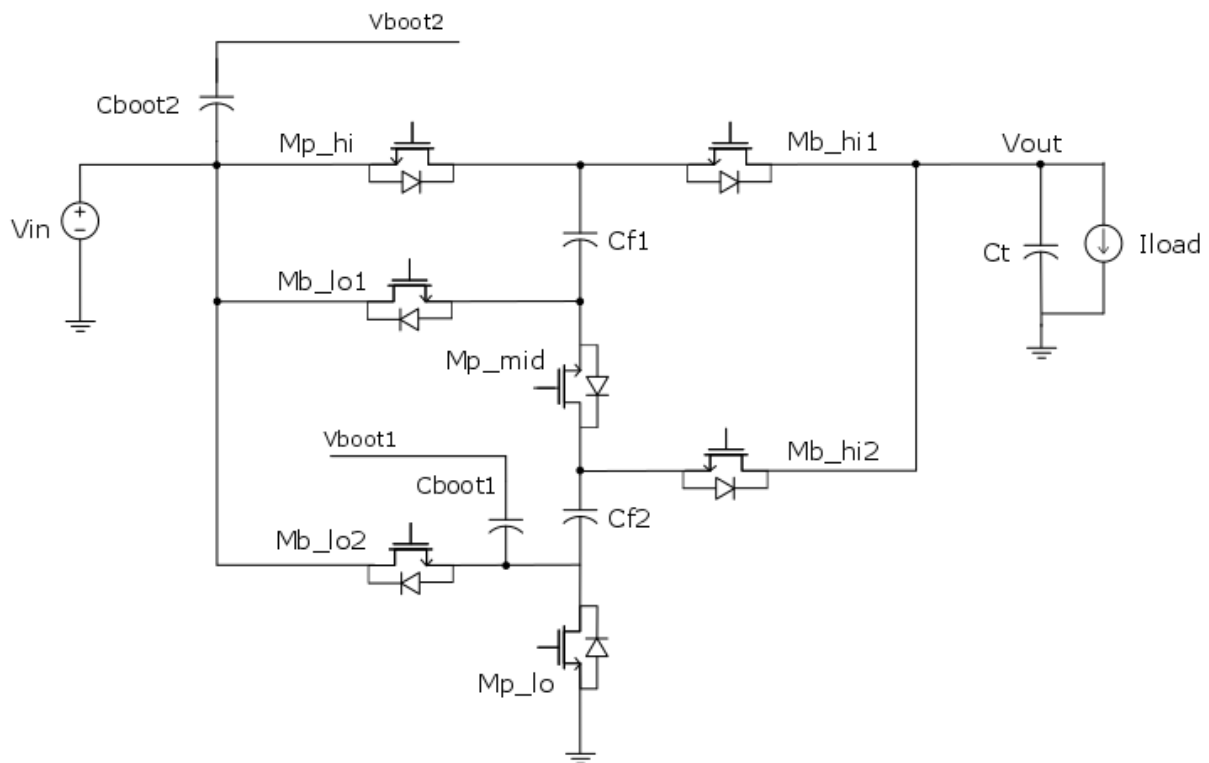 Vboot2
Cboot2
Mp_hi
Mb_hi1
Vout
Vin
+
−
Cf1
Ct
Iload
Mb_lo1
Mp_mid
Vboot1
Mb_hi2
Cboot1
Cf2
Mb_lo2
Mp_lo